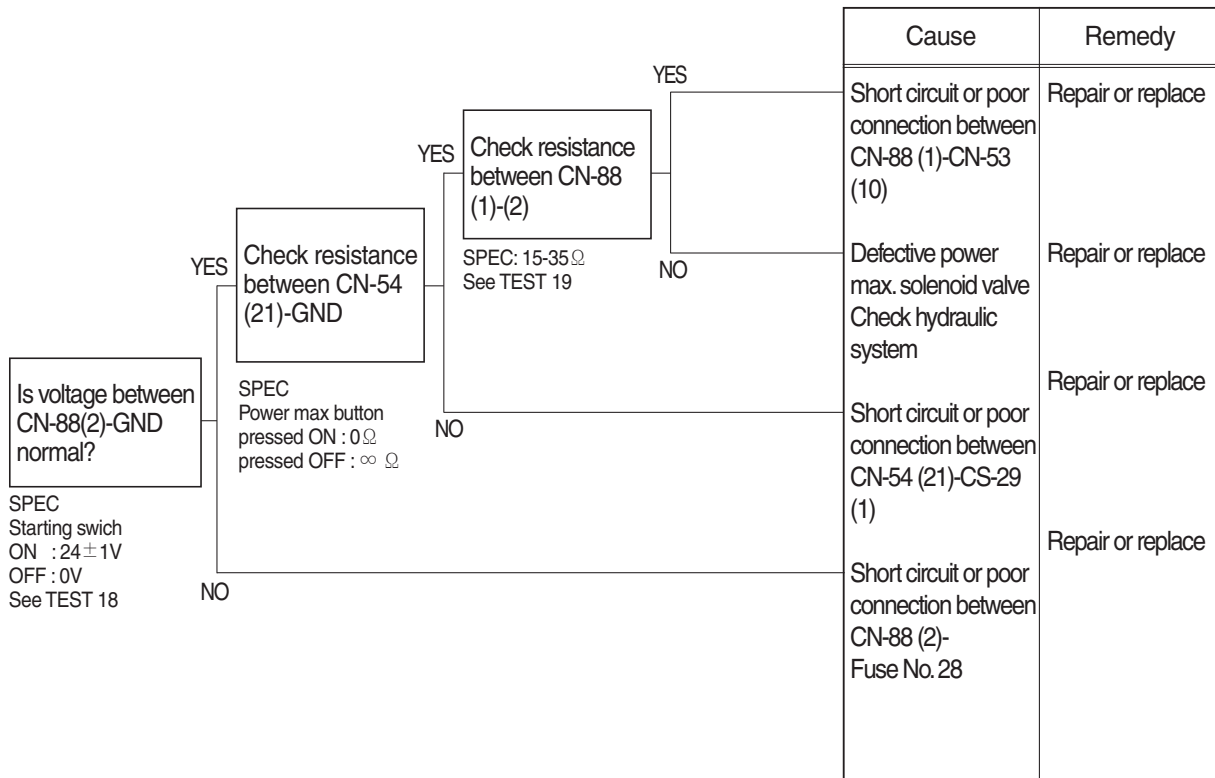 Is voltage between
CN-88(2)-GND
normal?
SPEC
Starting swich
ON : 24±1V
OFF : 0V
See TEST 18
YES
NO
Check resistance
between CN-54
(21)-GND
SPEC
Power max button
pressed ON : 0Ω
pressed OFF : ∞ Ω
YES
NO
Check resistance
between CN-88
(1)-(2)
SPEC: 15-35Ω
See TEST 19
YES
NO
Cause
Remedy
Short circuit or poor
connection between
CN-88 (1)-CN-53
(10)
Repair or replace
Defective power
max. solenoid valve
Check hydraulic
system
Repair or replace
Short circuit or poor
connection between
CN-54 (21)-CS-29
(1)
Repair or replace
Short circuit or poor
connection between
CN-88 (2)-
Fuse No. 28
Repair or replace